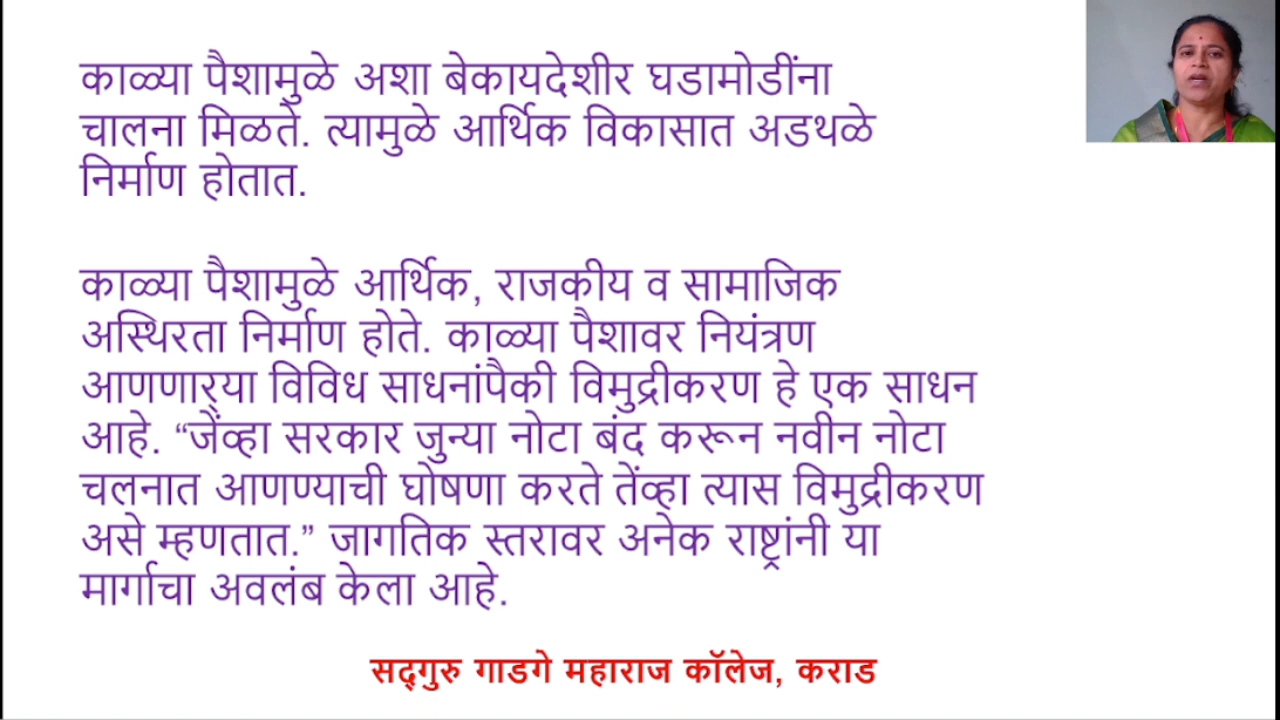 काळ्या पैशामुळे अशा बेकायदेशीर घडामोडींना
चालना मिळते. त्यामुळे आर्थिक विकासात अडथळे
निर्माण होतात.
काळ्या पैशामुळे आर्थिक, राजकीय व सामाजिक
अस्थिरता निर्माण होते. काळ्या पैशावर नियंत्रण
आणणाऱ्या विविध साधनांपैकी विमुद्रीकरण हे एक साधन
आहे. “जेंव्हा सरकार जुन्या नोटा बंद करून नवीन नोटा
चलनात आणण्याची घोषणा करते तेंव्हा त्यास विमुद्रीकरण
असे म्हणतात.” जागतिक स्तरावर अनेक राष्ट्रांनी या
मार्गाचा अवलंब केला आहे.
सद्‌गुरु गाडगे महाराज कॉलेज, कराड